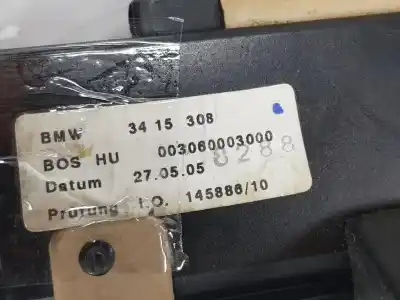 BMW 34 15 308
BOS HU 003060003000
Datum 27.05.05 8288
Prüfung i.O. 145886/10